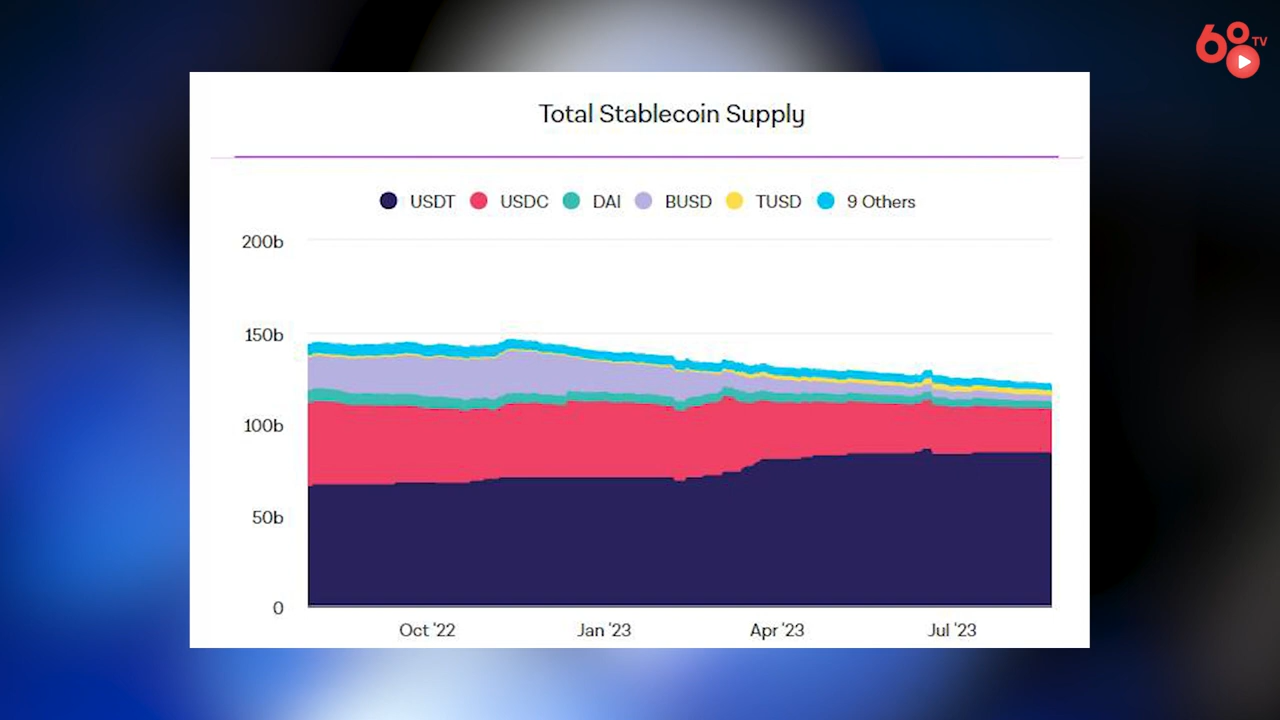 6° TV
Total Stablecoin Supply
USDT USDC DAI BUSD TUSD 9 Others
200b
150b
100b
50b
0
Oct '22 Jan '23 Apr '23 Jul '23